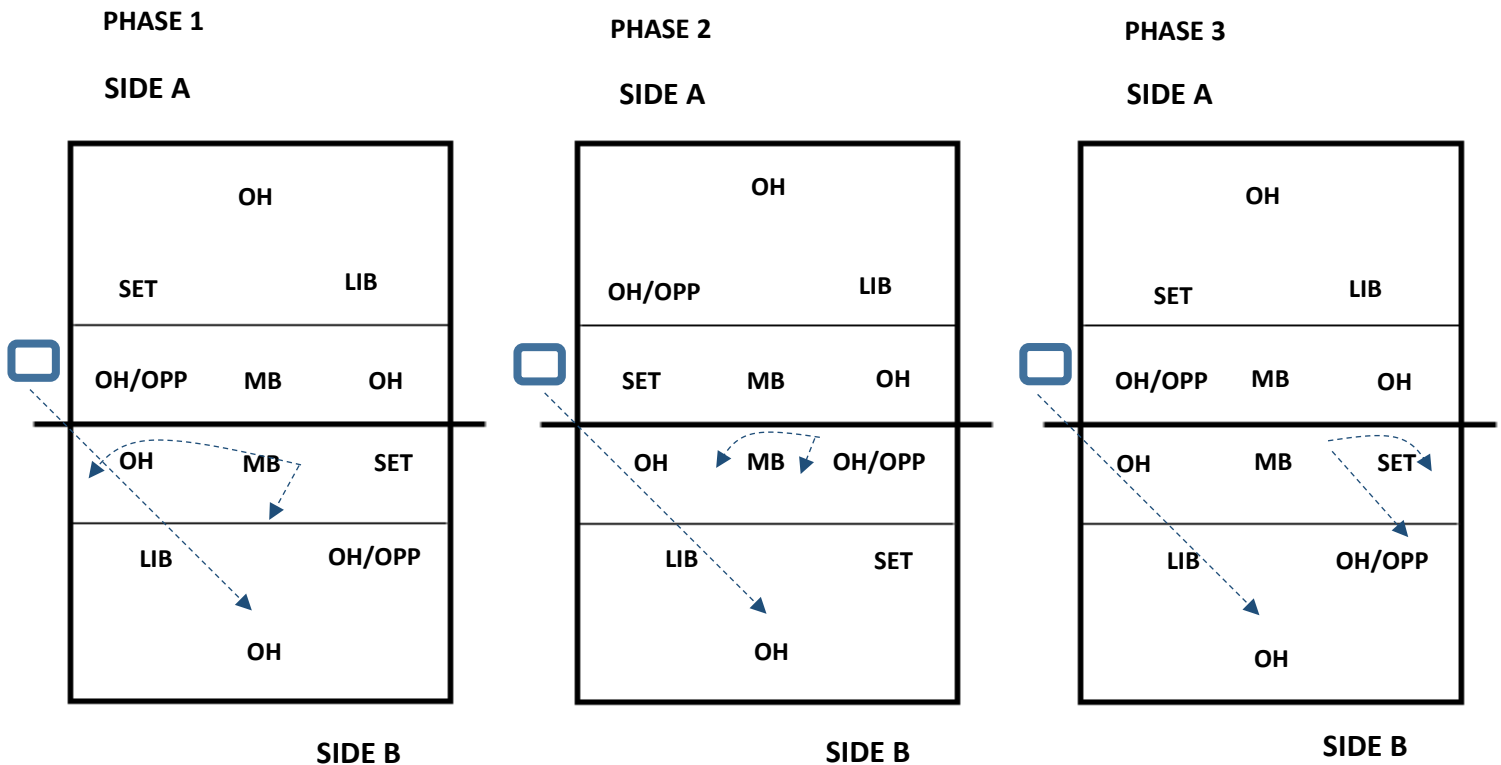 PHASE 1
SIDE A
OH
SET LIB
OH/OPP MB OH
OH MB SET
LIB OH/OPP
OH
SIDE B
PHASE 2
SIDE A
OH
OH/OPP LIB
SET MB OH
OH MB OH/OPP
LIB SET
OH
SIDE B
PHASE 3
SIDE A
OH
SET LIB
OH/OPP MB OH
OH MB SET
LIB OH/OPP
OH
SIDE B